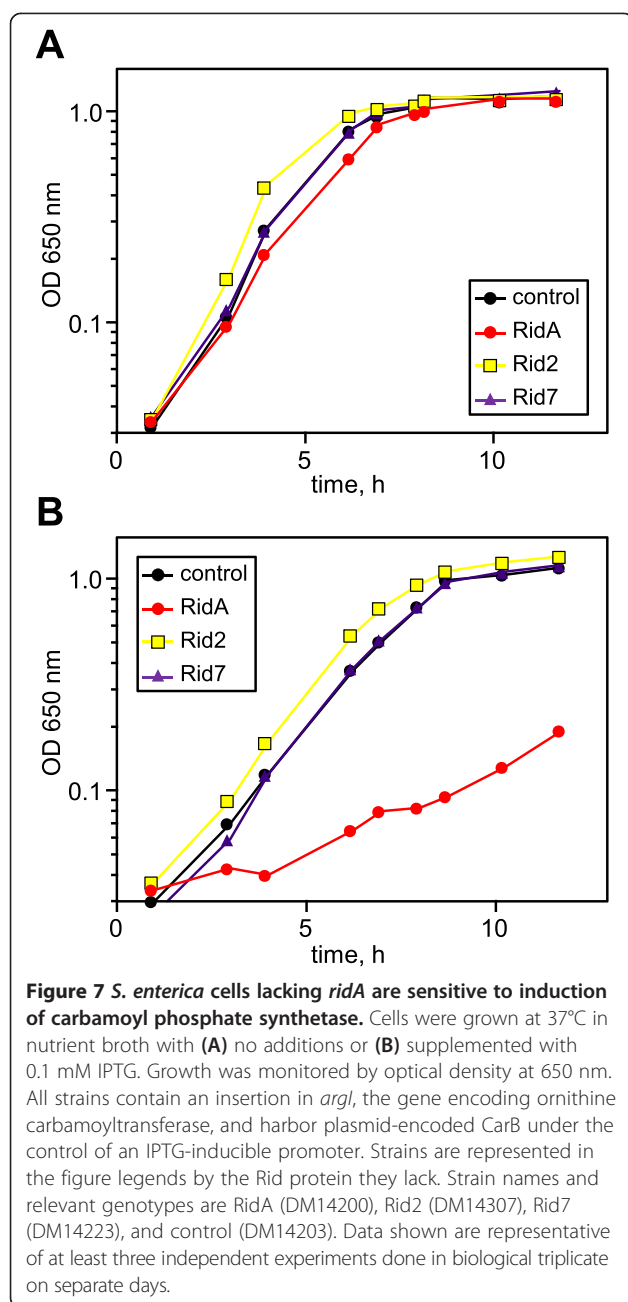 A
1.0
0.1
OD 650 nm
control
RidA
Rid2
Rid7
0
5
10
time, h
B
control
RidA
Rid2
Rid7
1.0
0.1
OD 650 nm
0
5
10
time, h
Figure 7 S. enterica cells lacking ridA are sensitive to induction
of carbamoyl phosphate synthetase. Cells were grown at 37°C in
nutrient broth with (A) no additions or (B) supplemented with
0.1 mM IPTG. Growth was monitored by optical density at 650 nm.
All strains contain an insertion in argI, the gene encoding ornithine
carbamoyltransferase, and harbor plasmid-encoded CarB under the
control of an IPTG-inducible promoter. Strains are represented in
the figure legends by the Rid protein they lack. Strain names and
relevant genotypes are RidA (DM14200), Rid2 (DM14307), Rid7
(DM14223), and control (DM14203). Data shown are representative
of at least three independent experiments done in biological triplicate
on separate days.